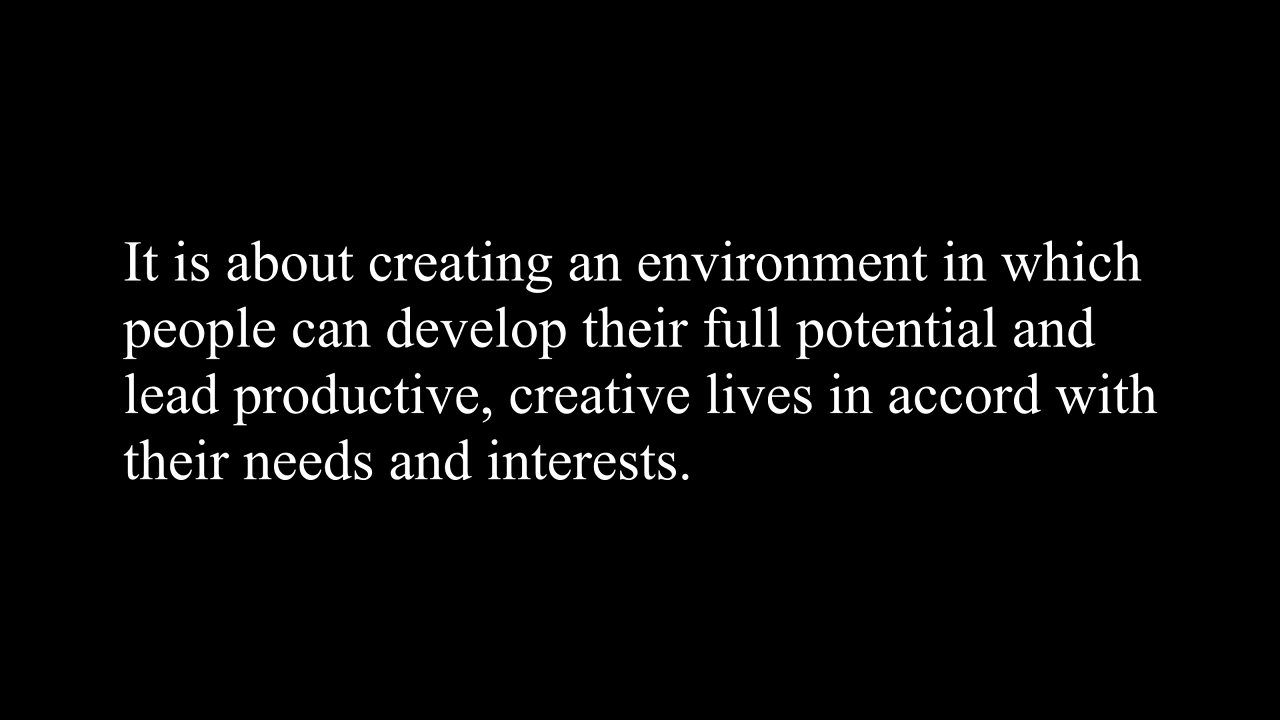 It is about creating an environment in which
people can develop their full potential and
lead productive, creative lives in accord with
their needs and interests.